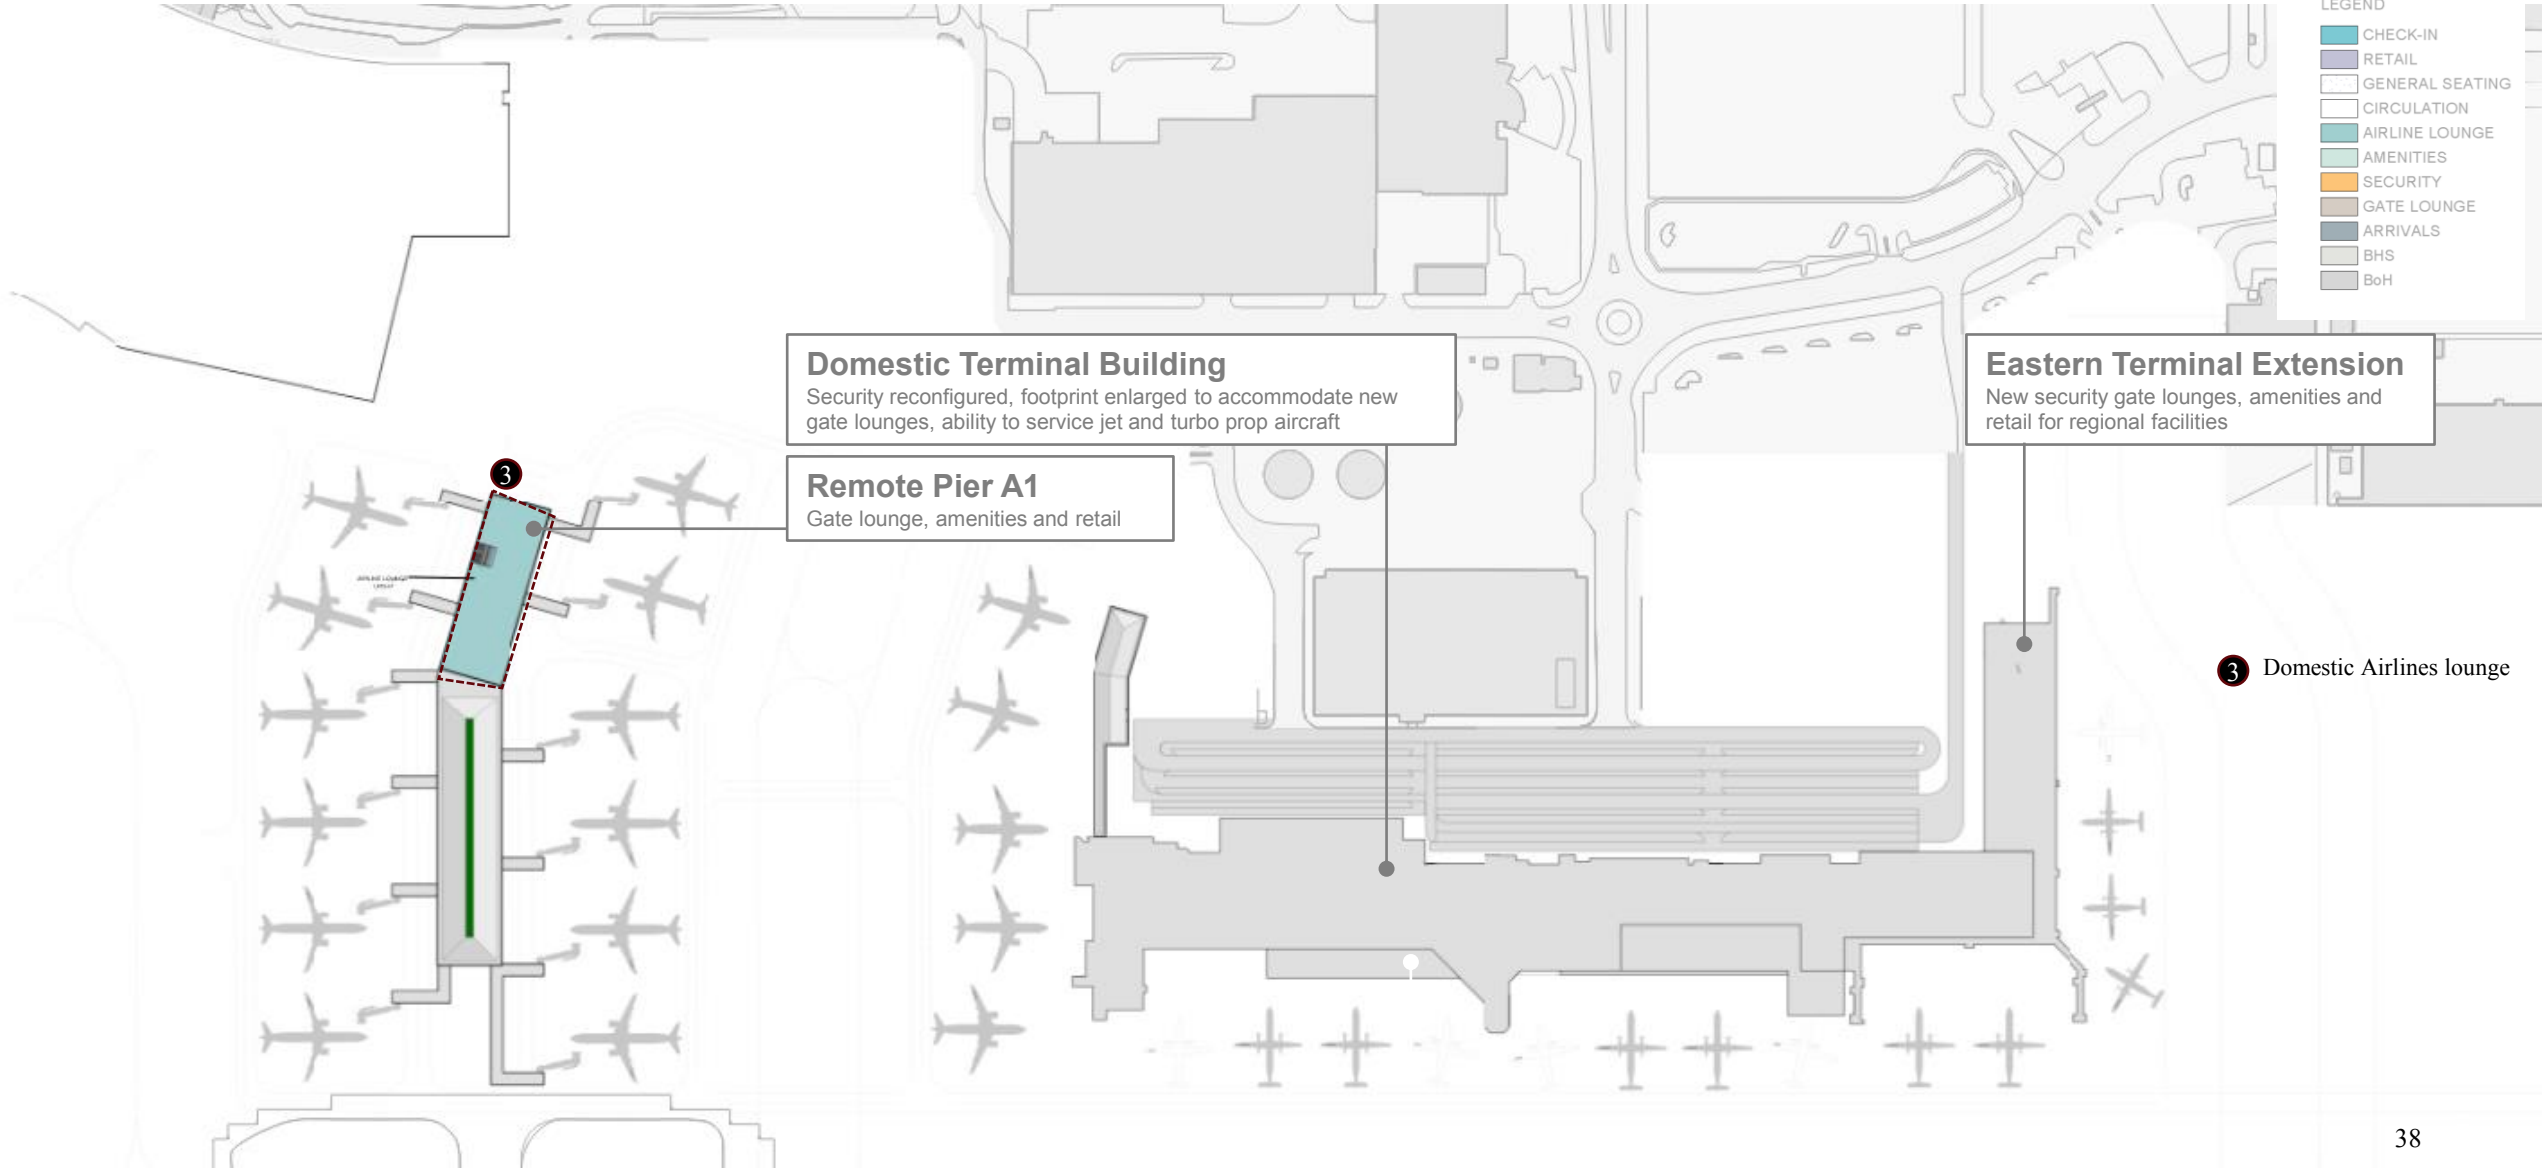 LEGEND
CHECK-IN
RETAIL
GENERAL SEATING
CIRCULATION
AIRLINE LOUNGE
AMENITIES
SECURITY
GATE LOUNGE
ARRIVALS
BHS
BoH
Domestic Terminal Building
Security reconfigured, footprint enlarged to accommodate new
gate lounges, ability to service jet and turbo prop aircraft
Eastern Terminal Extension
New security gate lounges, amenities and
retail for regional facilities
Remote Pier A1
Gate lounge, amenities and retail
3
AIRLINE LOUNGE
3 Domestic Airlines lounge
38